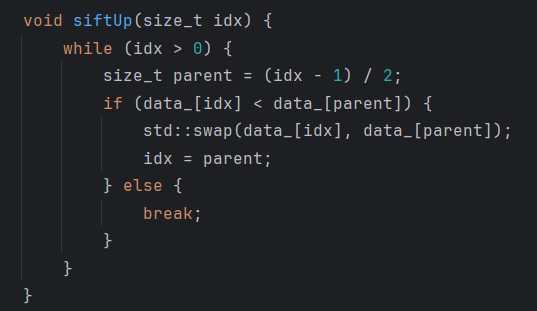 void siftUp(size_t idx) {
    while (idx > 0) {
        size_t parent = (idx - 1) / 2;
        if (data_[idx] < data_[parent]) {
            std::swap(data_[idx], data_[parent]);
            idx = parent;
        } else {
            break;
        }
    }
}